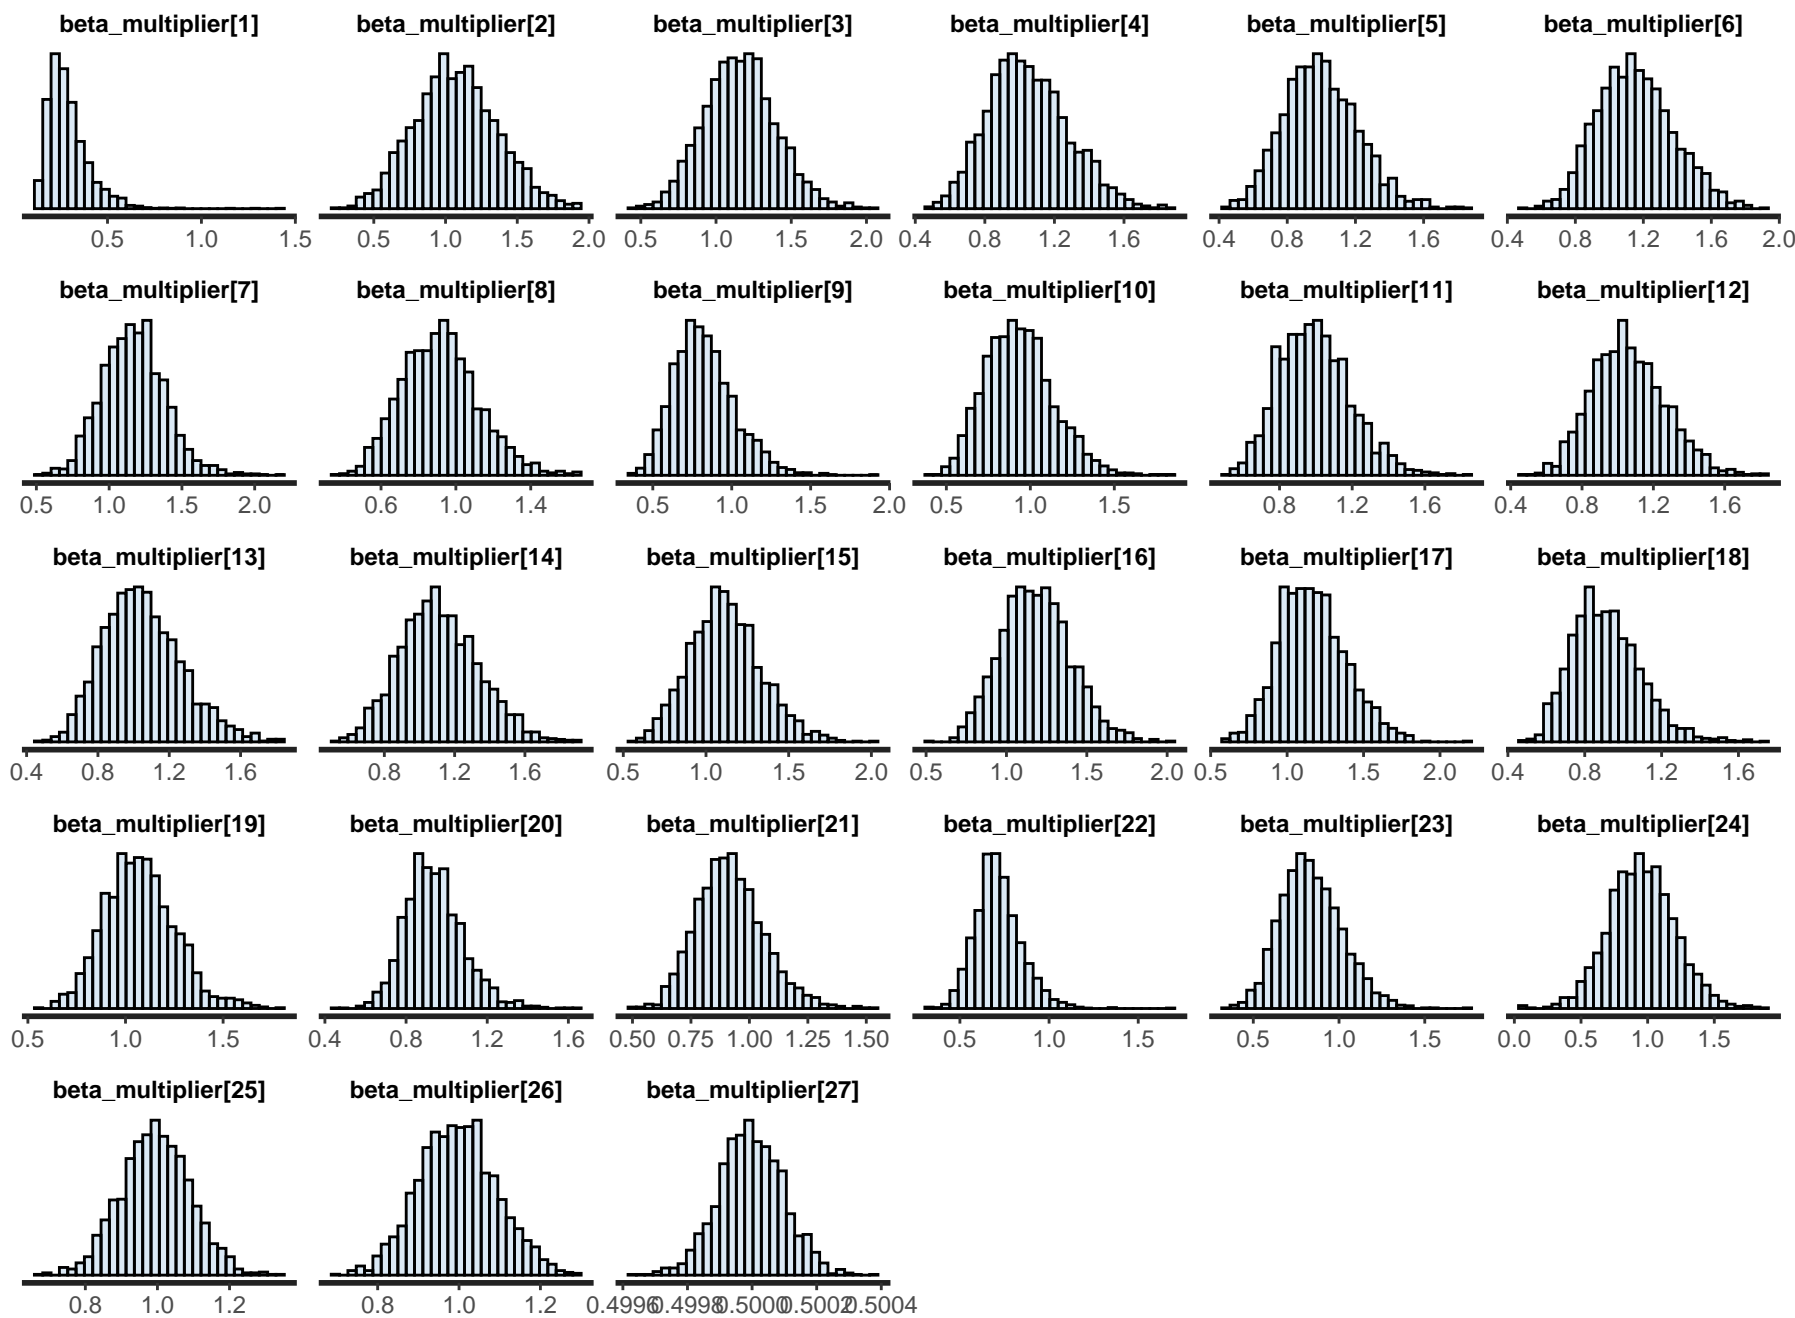 beta_multiplier[1] beta_multiplier[2] beta_multiplier[3] beta_multiplier[4] beta_multiplier[5] beta_multiplier[6]
0.5 1.0 1.5 0.5 1.0 1.5 2.0 0.5 1.0 1.5 2.0 0.4 0.8 1.2 1.6 0.4 0.8 1.2 1.6 0.4 0.8 1.2 1.6 2.0
beta_multiplier[7] beta_multiplier[8] beta_multiplier[9] beta_multiplier[10] beta_multiplier[11] beta_multiplier[12]
0.5 1.0 1.5 2.0 0.6 1.0 1.4 0.5 1.0 1.5 2.0 0.5 1.0 1.5 0.8 1.2 1.6 0.4 0.8 1.2 1.6
beta_multiplier[13] beta_multiplier[14] beta_multiplier[15] beta_multiplier[16] beta_multiplier[17] beta_multiplier[18]
0.4 0.8 1.2 1.6 0.8 1.2 1.6 0.5 1.0 1.5 2.0 0.5 1.0 1.5 2.0 0.5 1.0 1.5 2.0 0.4 0.8 1.2 1.6
beta_multiplier[19] beta_multiplier[20] beta_multiplier[21] beta_multiplier[22] beta_multiplier[23] beta_multiplier[24]
0.5 1.0 1.5 0.4 0.8 1.2 1.6 0.50 0.75 1.00 1.25 1.50 0.5 1.0 1.5 0.5 1.0 1.5 0.0 0.5 1.0 1.5
beta_multiplier[25] beta_multiplier[26] beta_multiplier[27]
0.8 1.0 1.2 0.8 1.0 1.2 0.4996 0.4998 0.5000 0.5002 0.5004